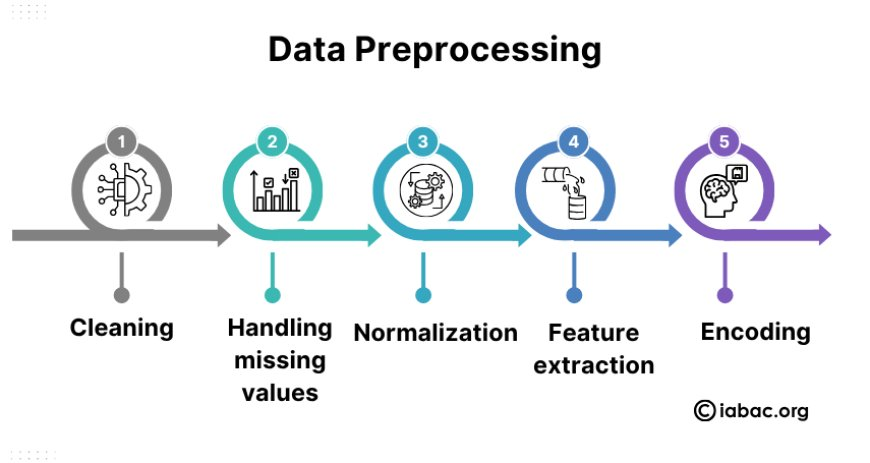 Data Preprocessing
1
2
3
4
5
Cleaning
Handling
missing
values
Normalization
Feature
extraction
Encoding
©iabac.org